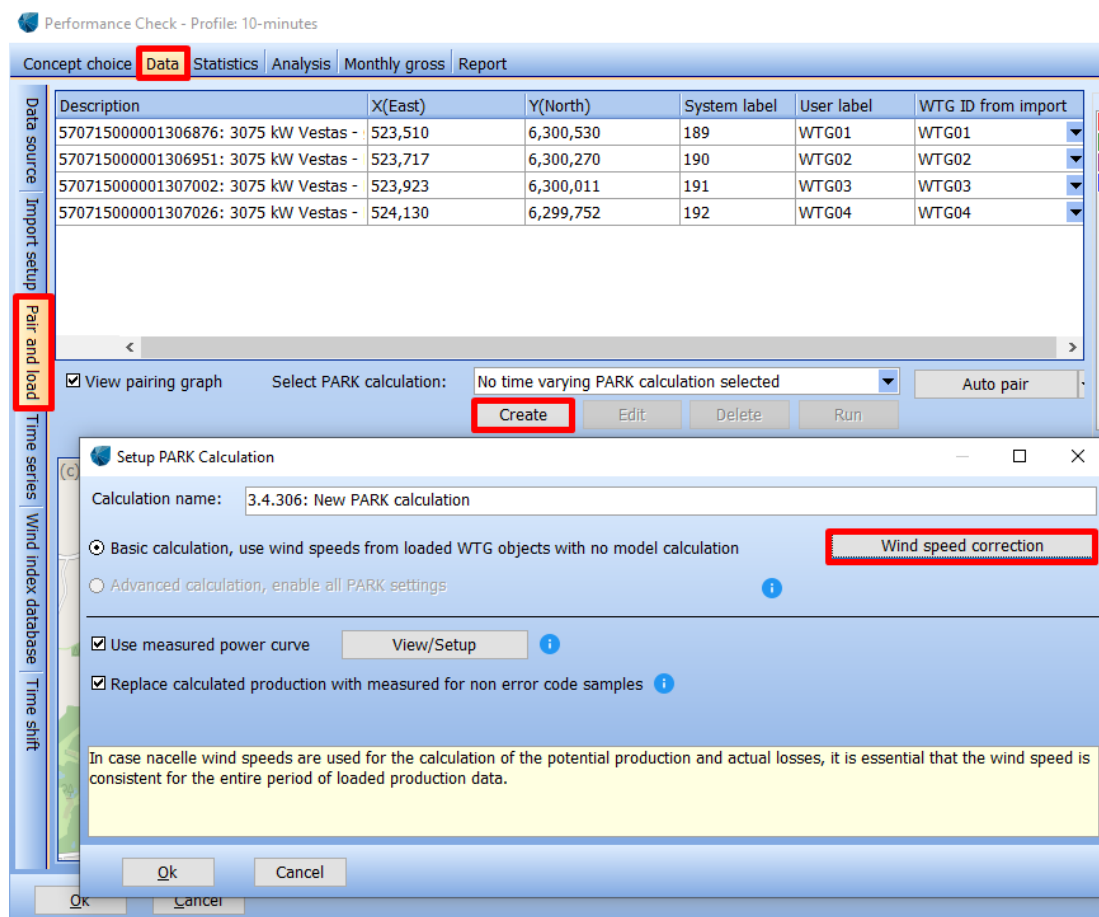 Performance Check - Profile: 10-minutes
Concept choice Data Statistics Analysis Monthly gross Report
Data source
Import setup
Pair and load
Time series
Wind index database
Time shift
Description X(East) Y(North) System label User label WTG ID from import
570715000001306876: 3075 kW Vestas - 523,510 6,300,530 189 WTG01 WTG01
570715000001306951: 3075 kW Vestas - 523,717 6,300,270 190 WTG02 WTG02
570715000001307002: 3075 kW Vestas - 523,923 6,300,011 191 WTG03 WTG03
570715000001307026: 3075 kW Vestas - 524,130 6,299,752 192 WTG04 WTG04
View pairing graph Select PARK calculation: No time varying PARK calculation selected Auto pair
Create Edit Delete Run
(c)
Setup PARK Calculation
Calculation name: 3.4.306: New PARK calculation
Basic calculation, use wind speeds from loaded WTG objects with no model calculation Wind speed correction
Advanced calculation, enable all PARK settings
Use measured power curve View/Setup
Replace calculated production with measured for non error code samples
In case nacelle wind speeds are used for the calculation of the potential production and actual losses, it is essential that the wind speed is
consistent for the entire period of loaded production data.
Ok Cancel
Ok Cancel